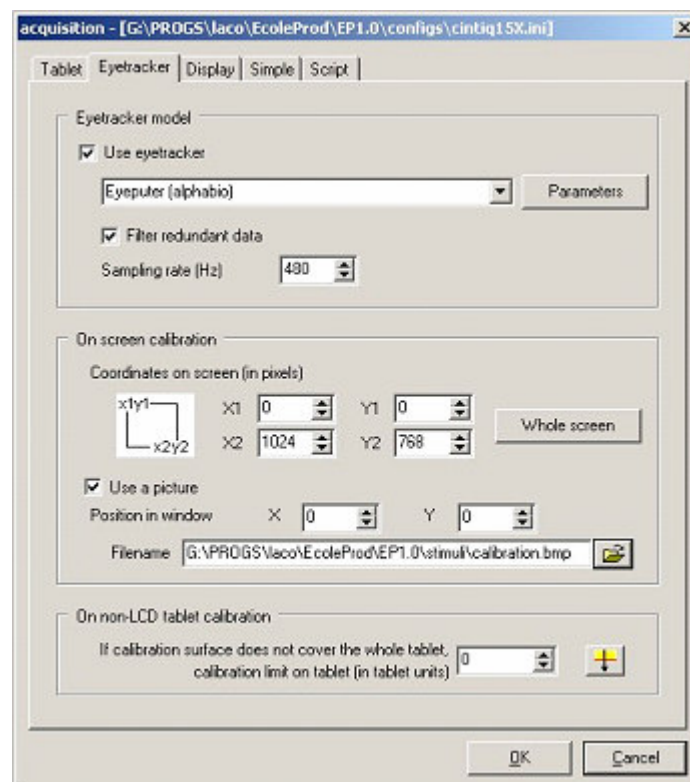 acquisition - [G:\PROGS\laco\EcoleProd\EP1.0\configs\cintiq15X.ini]
Tablet Eyetracker Display Simple Script
Eyetracker model
Use eyetracker
Eyeputer (alphabio) Parameters
Filter redundant data
Sampling rate (Hz) 480
On screen calibration
Coordinates on screen (in pixels)
x1y1 X1 0 Y1 0
Whole screen
x2y2 X2 1024 Y2 768
Use a picture
Position in window X 0 Y 0
Filename G:\PROGS\laco\EcoleProd\EP1.0\stimuli\calibration.bmp
On non-LCD tablet calibration
If calibration surface does not cover the whole tablet, 0
calibration limit on tablet (in tablet units)
OK Cancel